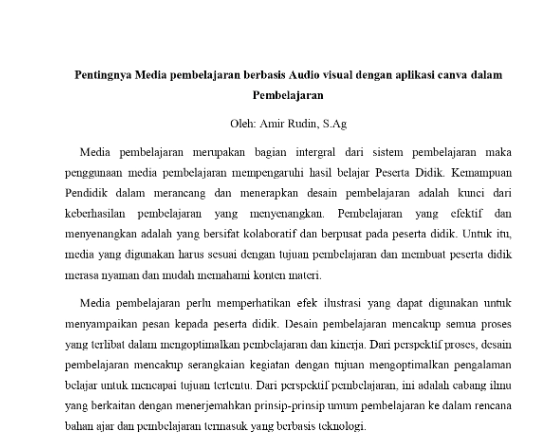 Pentingnya Media pembelajaran berbasis Audio visual dengan aplikasi canva dalam
Pembelajaran
Oleh: Amir Rudin, S.Ag
Media pembelajaran merupakan bagian intergral dari sistem pembelajaran maka
penggunaan media pembelajaran mempengaruhi hasil belajar Peserta Didik. Kemampuan
Pendidik dalam merancang dan menerapkan desain pembelajaran adalah kunci dari
keberhasilan pembelajaran yang menyenangkan. Pembelajaran yang efektif dan
menyenangkan adalah yang bersifat kolaboratif dan berpusat pada peserta didik. Untuk itu,
media yang digunakan harus sesuai dengan tujuan pembelajaran dan membuat peserta didik
merasa nyaman dan mudah memahami konten materi.
Media pembelajaran perlu memperhatikan efek ilustrasi yang dapat digunakan untuk
menyampaikan pesan kepada peserta didik. Desain pembelajaran mencakup semua proses
yang terlibat dalam mengoptimalkan pembelajaran dan kinerja. Dari perspektif proses, desain
pembelajaran mencakup serangkaian kegiatan dengan tujuan mengoptimalkan pengalaman
belajar untuk mencapai tujuan tertentu. Dari perspektif pembelajaran, ini adalah cabang ilmu
yang berkaitan dengan menerjemahkan prinsip-prinsip umum pembelajaran ke dalam rencana
bahan ajar dan pembelajaran termasuk yang berbasis teknologi.